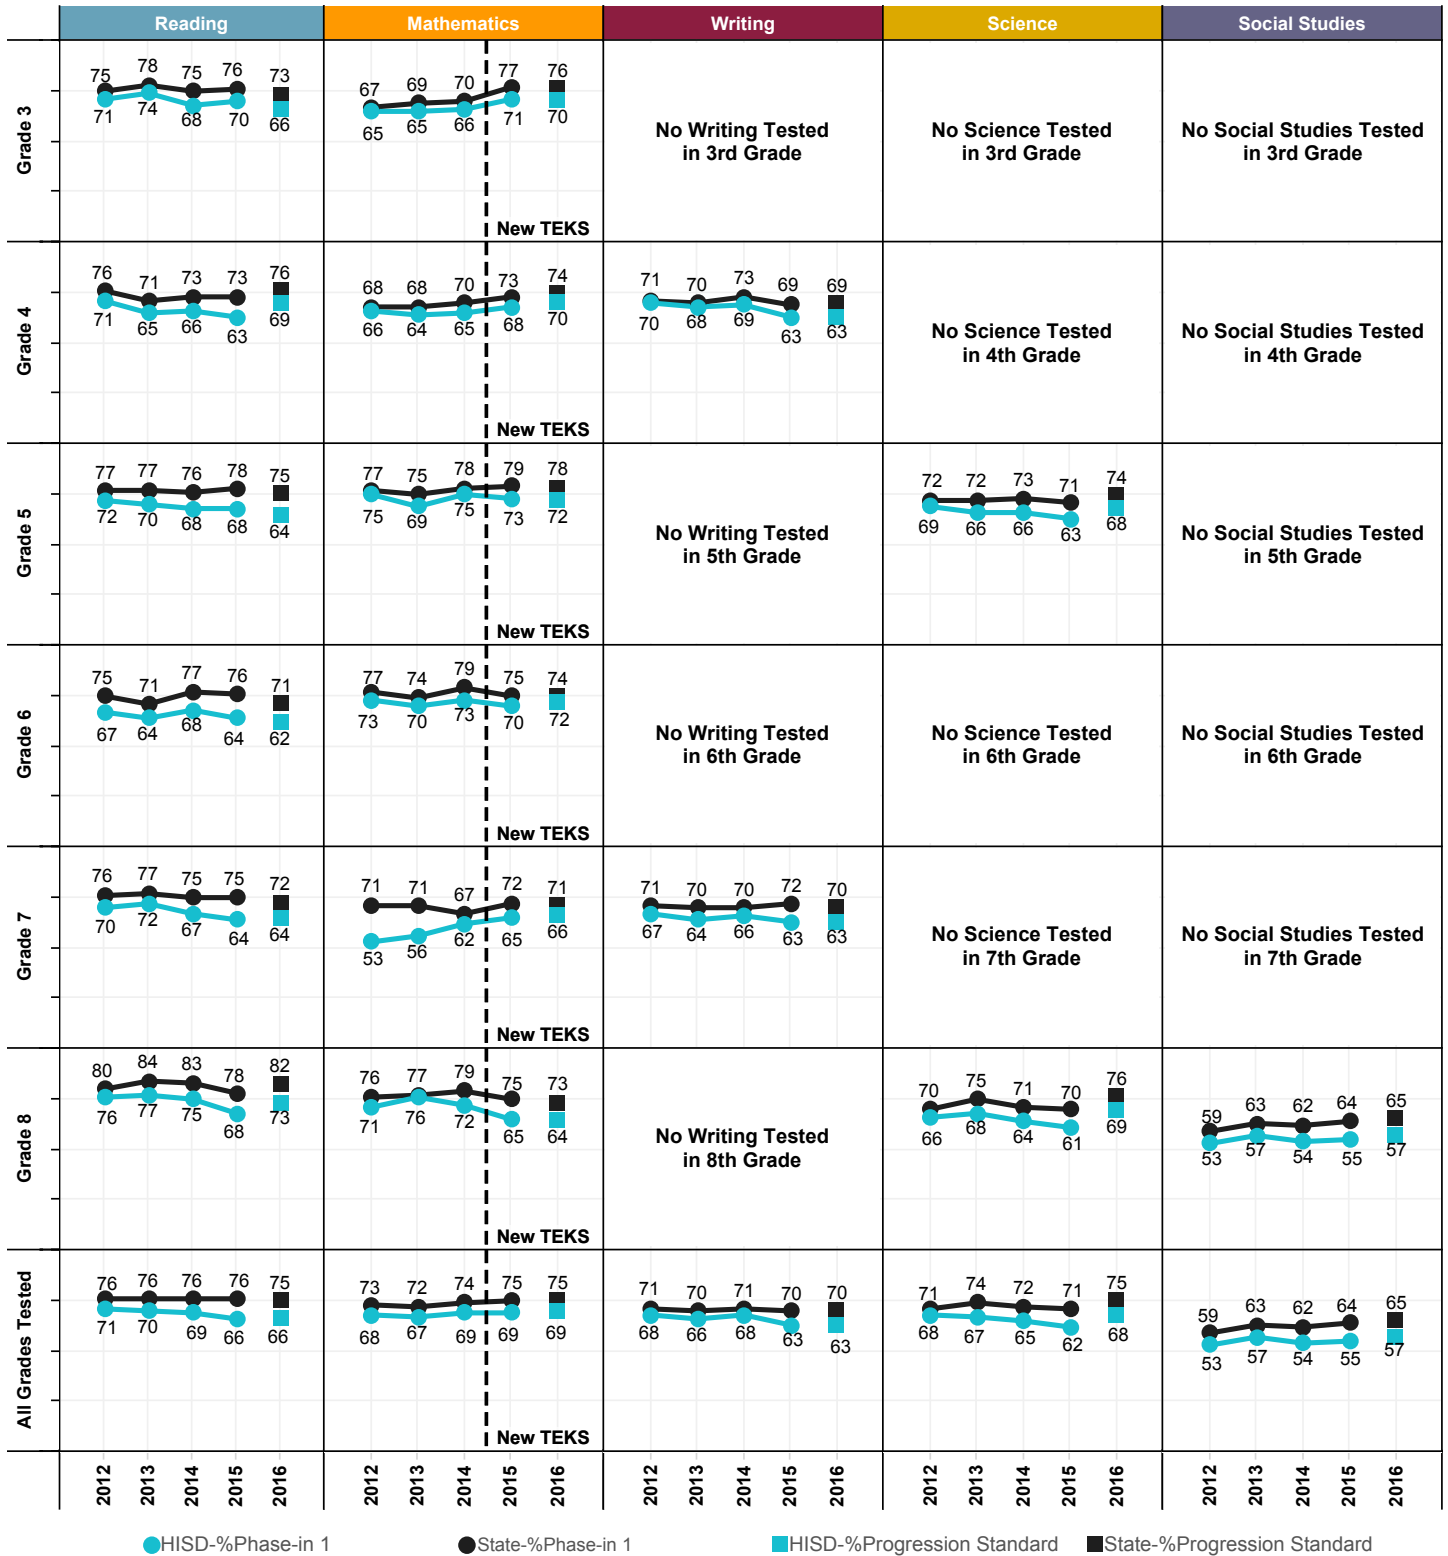 Reading Mathematics Writing Science Social Studies
Grade 3
75 78 75 76 73
71 74 68 70 66
67 69 70 77 76
65 65 66 71 70
New TEKS
No Writing Tested
in 3rd Grade
No Science Tested
in 3rd Grade
No Social Studies Tested
in 3rd Grade
Grade 4
76 71 73 73 76
71 65 66 63 69
68 68 70 73 74
66 64 65 68 70
New TEKS
71 70 73 69 69
70 68 69 63 63
No Science Tested
in 4th Grade
No Social Studies Tested
in 4th Grade
Grade 5
77 77 76 78 75
72 70 68 68 64
77 75 78 79 78
75 69 75 73 72
New TEKS
No Writing Tested
in 5th Grade
72 72 73 71 74
69 66 66 63 68
No Social Studies Tested
in 5th Grade
Grade 6
75 71 77 76 71
67 64 68 64 62
77 74 79 75 74
73 70 73 70 72
New TEKS
No Writing Tested
in 6th Grade
No Science Tested
in 6th Grade
No Social Studies Tested
in 6th Grade
Grade 7
76 77 75 75 72
70 72 67 64 64
71 71 67 72 71
53 56 62 65 66
New TEKS
71 70 70 72 70
67 64 66 63 63
No Science Tested
in 7th Grade
No Social Studies Tested
in 7th Grade
Grade 8
80 84 83 78 82
76 77 75 68 73
76 77 79 75 73
71 76 72 65 64
New TEKS
No Writing Tested
in 8th Grade
70 75 71 70 76
66 68 64 61 69
59 63 62 64 65
53 57 54 55 57
All Grades Tested
76 76 76 76 75
71 70 69 66 66
73 72 74 75 75
68 67 69 69 69
New TEKS
71 70 71 70 70
68 66 68 63 63
71 74 72 71 75
68 67 65 62 68
59 63 62 64 65
53 57 54 55 57
2012 2013 2014 2015 2016 2012 2013 2014 2015 2016 2012 2013 2014 2015 2016 2012 2013 2014 2015 2016 2012 2013 2014 2015 2016
HISD-%Phase-in 1 State-%Phase-in 1 HISD-%Progression Standard State-%Progression Standard